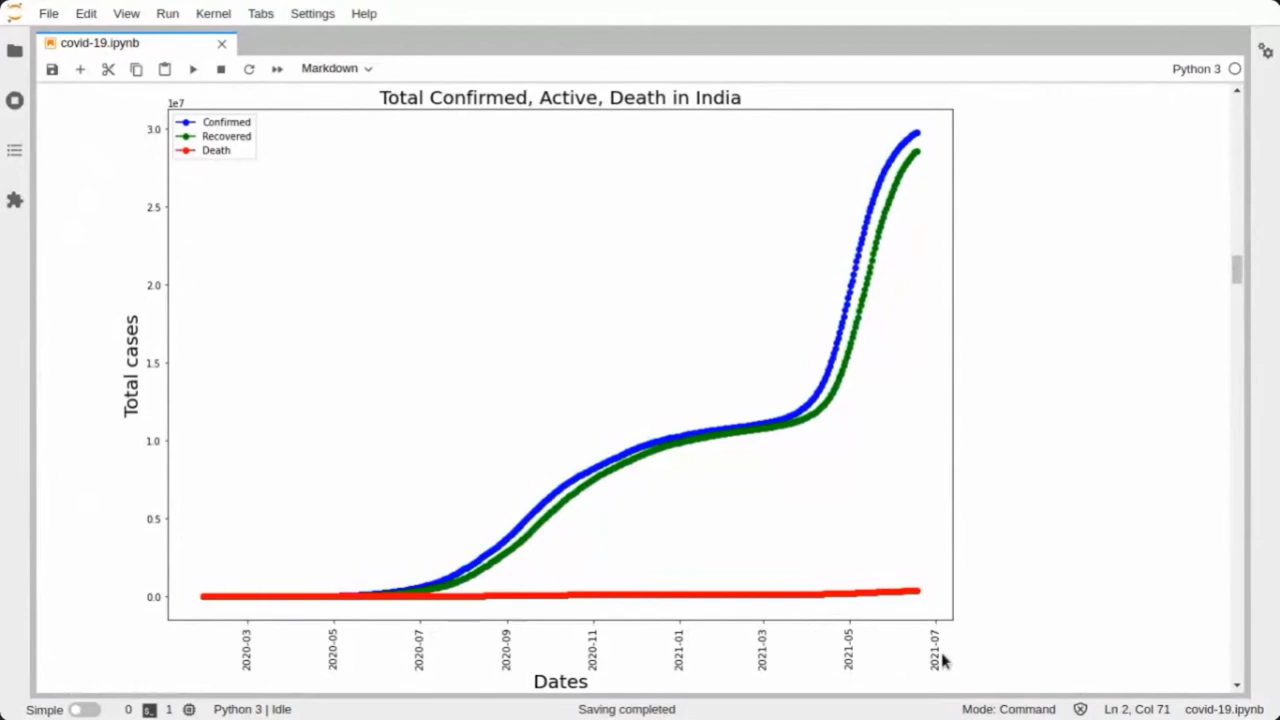 File Edit View Run Kernel Tabs Settings Help
covid-19.ipynb
Markdown
Python 3
Total Confirmed, Active, Death in India
1e7
Confirmed
Recovered
Death
3.0
2.5
2.0
1.5
1.0
0.5
0.0
Total cases
2020-03 2020-05 2020-07 2020-09 2020-11 2021-01 2021-03 2021-05 2021-07
Dates
Simple 0 1 Python 3 | Idle Saving completed Mode: Command Ln 2, Col 71 covid-19.ipynb